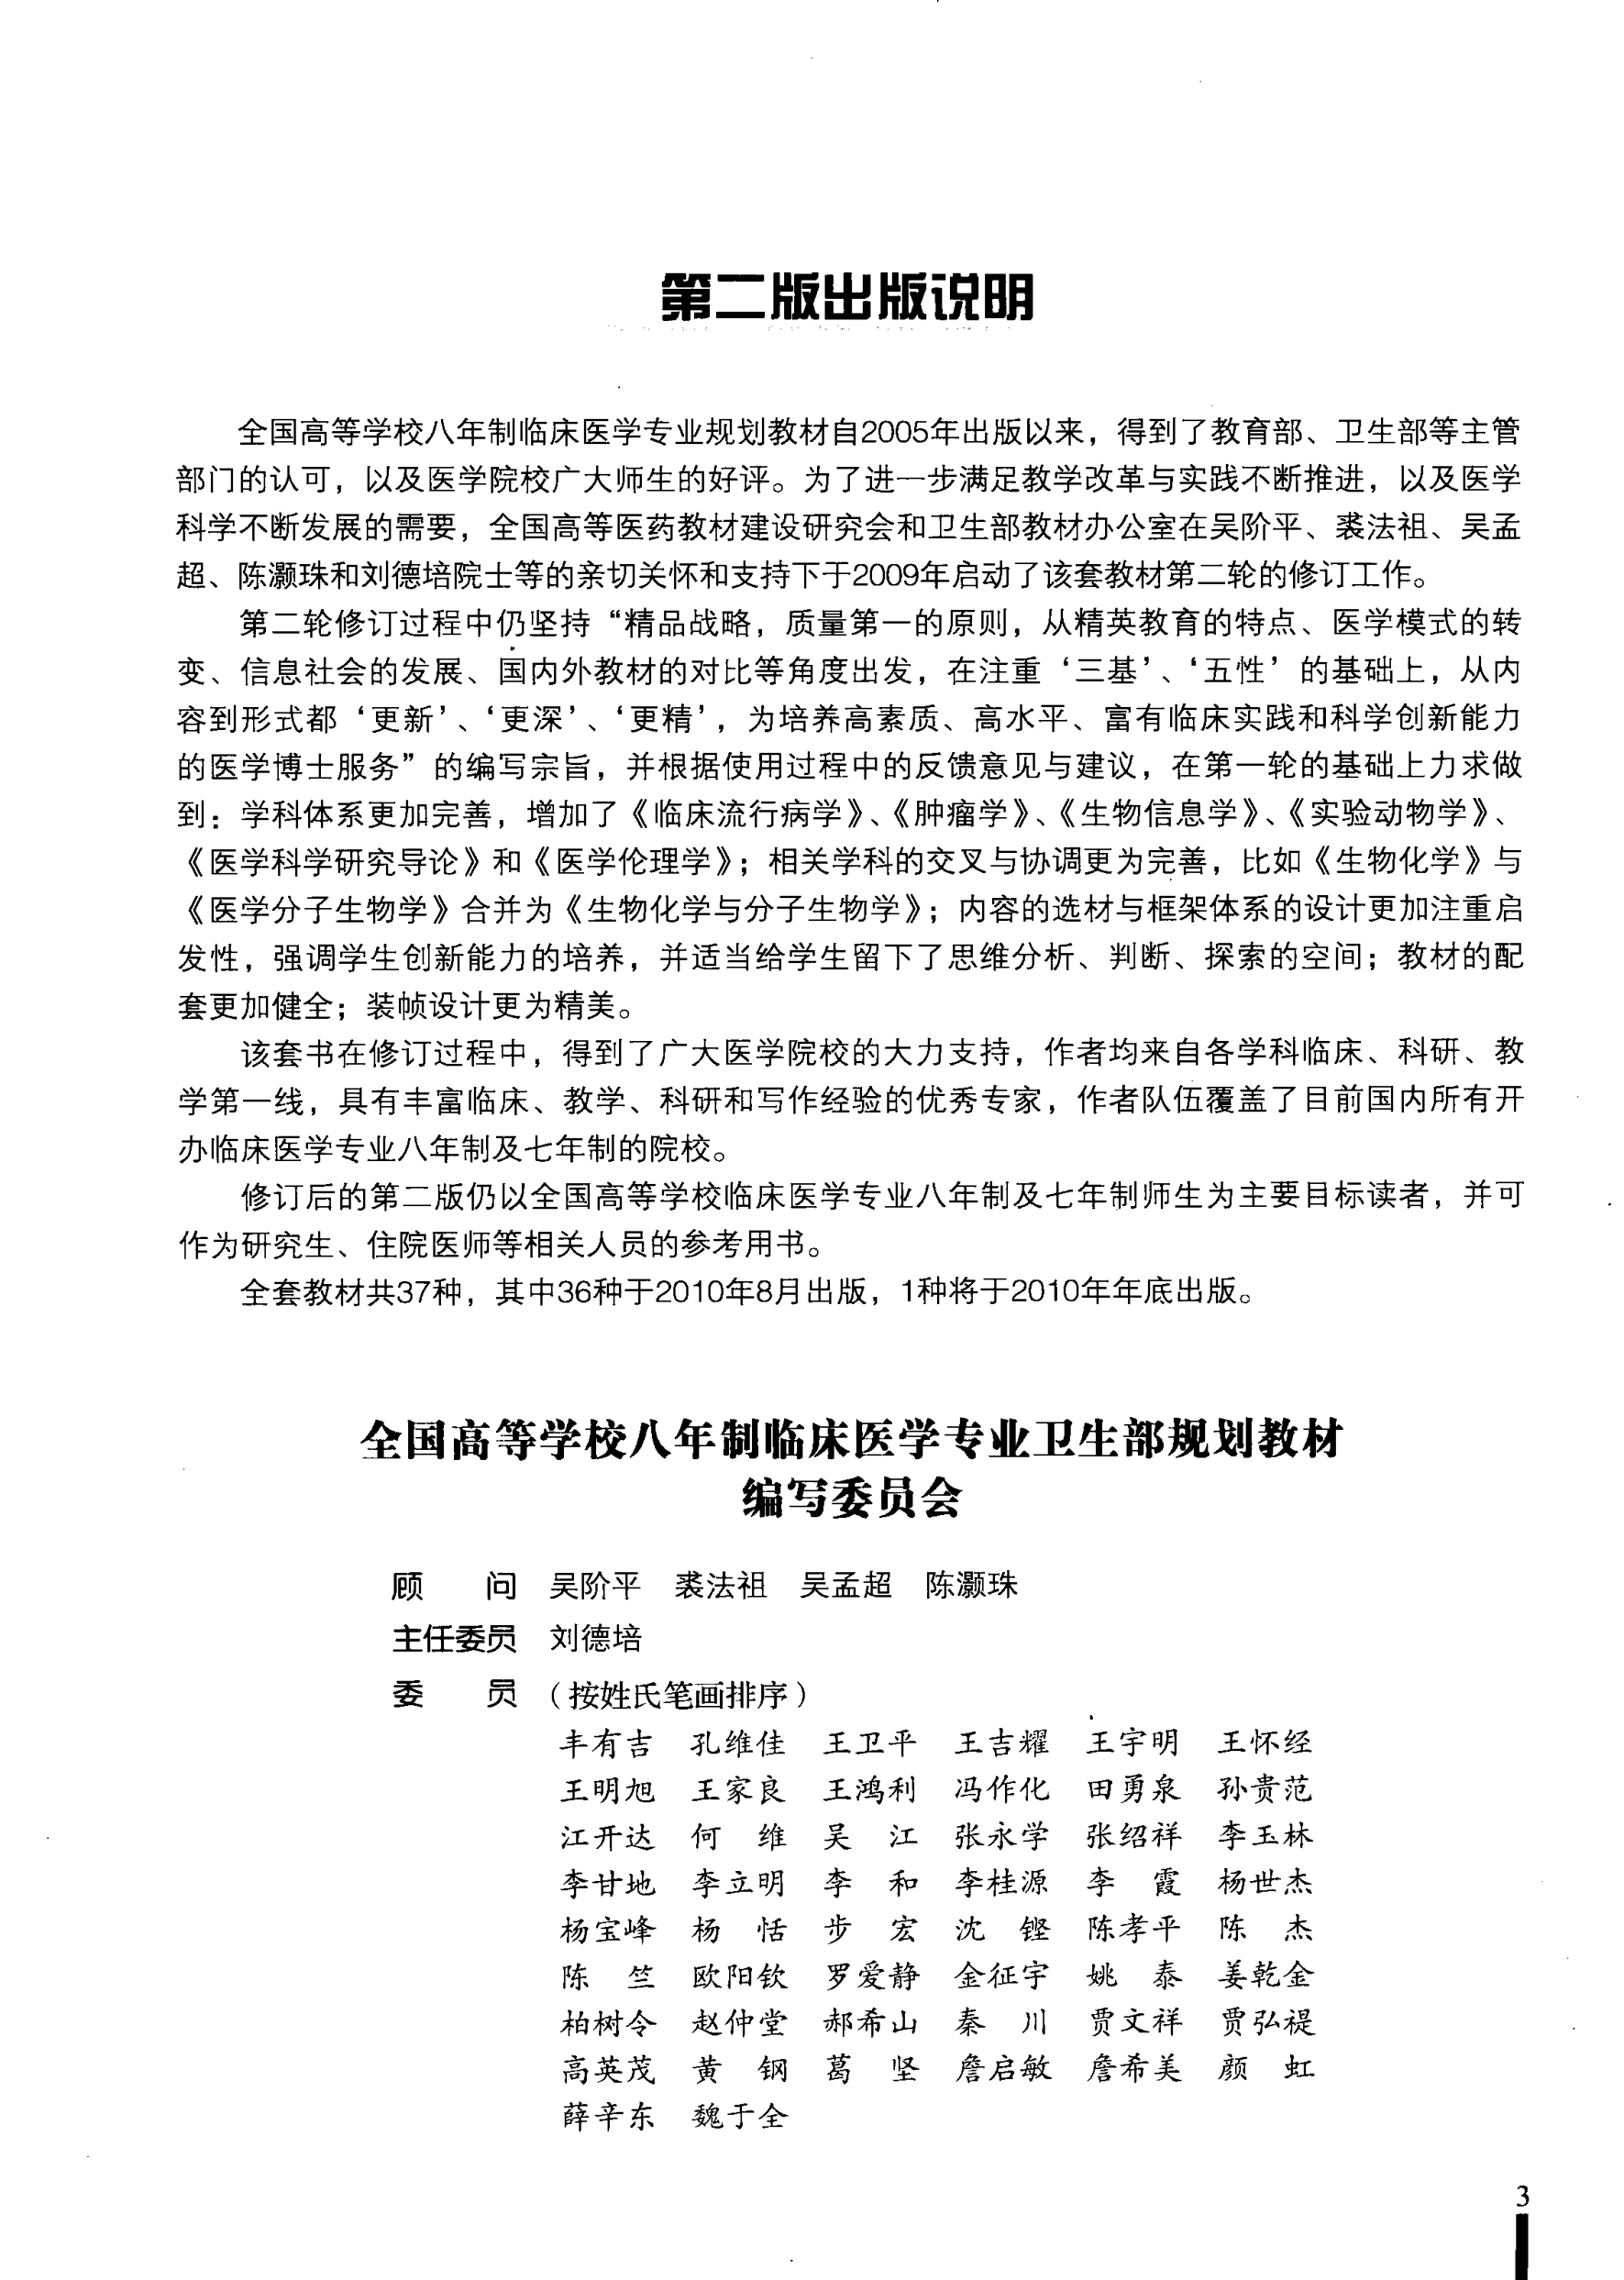 第二版出版说明
全国高等学校八年制临床医学专业规划教材自2005年出版以来，得到了教育部、卫生部等主管
部门的认可，以及医学院校广大师生的好评。为了进一步满足教学改革与实践不断推进，以及医学
科学不断发展的需要，全国高等医药教材建设研究会和卫生部教材办公室在吴阶平、裘法祖、吴孟
超、陈灏珠和刘德培院士等的亲切关怀和支持下于2009年启动了该套教材第二轮的修订工作。
第二轮修订过程中仍坚持“精品战略，质量第一的原则，从精英教育的特点、医学模式的转
变、信息社会的发展、国内外教材的对比等角度出发，在注重‘三基’、‘五性’的基础上，从内
容到形式都‘更新’、‘更深’、‘更精’，为培养高素质、高水平、富有临床实践和科学创新能力
的医学博士服务”的编写宗旨，并根据使用过程中的反馈意见与建议，在第一轮的基础上力求做
到：学科体系更加完善，增加了《临床流行病学》、《肿瘤学》、《生物信息学》、《实验动物学》、
《医学科学研究导论》和《医学伦理学》；相关学科的交叉与协调更为完善，比如《生物化学》与
《医学分子生物学》合并为《生物化学与分子生物学》；内容的选材与框架体系的设计更加注重启
发性，强调学生创新能力的培养，并适当给学生留下了思维分析、判断、探索的空间；教材的配
套更加健全；装帧设计更为精美。
该套书在修订过程中，得到了广大医学院校的大力支持，作者均来自各学科临床、科研、教
学第一线，具有丰富临床、教学、科研和写作经验的优秀专家，作者队伍覆盖了目前国内所有开
办临床医学专业八年制及七年制的院校。
修订后的第二版仍以全国高等学校临床医学专业八年制及七年制师生为主要目标读者，并可
作为研究生、住院医师等相关人员的参考用书。
全套教材共37种，其中36种于2010年8月出版，1种将于2010年年底出版。
全国高等学校八年制临床医学专业卫生部规划教材
编写委员会
顾　　问　吴阶平　裘法祖　吴孟超　陈灏珠
主任委员　刘德培
委　　员　（按姓氏笔画排序）
丰有吉　孔维佳　王卫平　王吉耀　王宇明　王怀经
王明旭　王家良　王鸿利　冯作化　田勇泉　孙贵范
江开达　何　维　吴　江　张永学　张绍祥　李玉林
李甘地　李立明　李　和　李桂源　李　霞　杨世杰
杨宝峰　杨　恬　步　宏　沈　铿　陈孝平　陈　杰
陈　竺　欧阳钦　罗爱静　金征宇　姚　泰　姜乾金
柏树令　赵仲堂　郝希山　秦　川　贾文祥　贾弘禔
高英茂　黄　钢　葛　坚　詹启敏　詹希美　颜　虹
薛辛东　魏于全
3